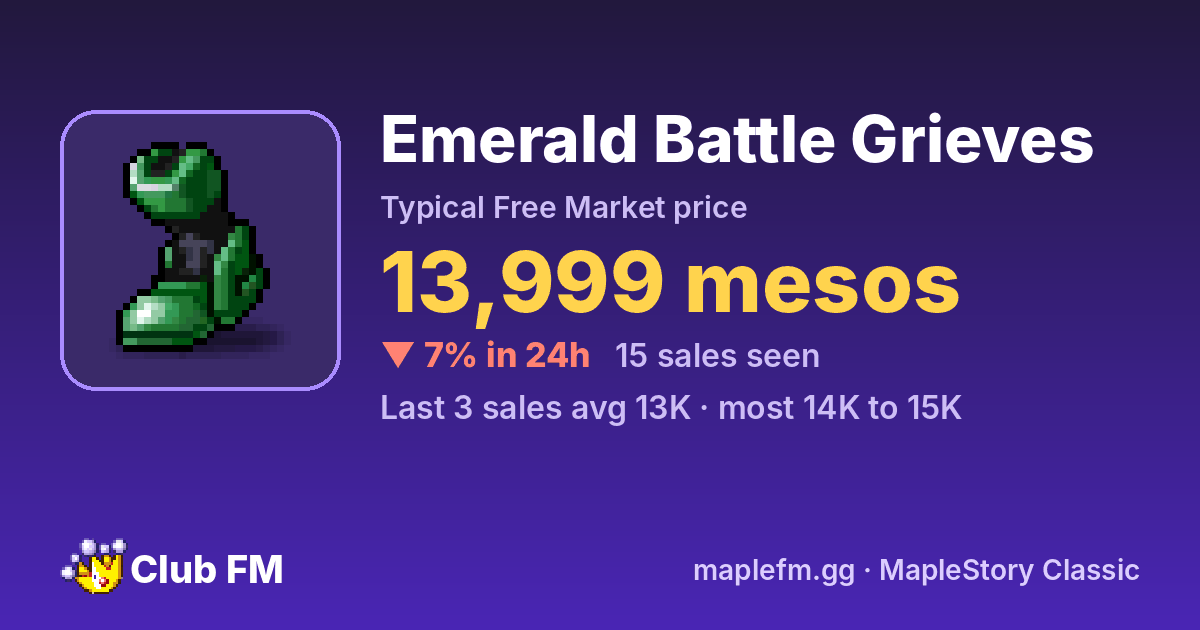 Emerald Battle Grieves
Typical Free Market price
13,999 mesos
▼ 7% in 24h 15 sales seen
Last 3 sales avg 13K · most 14K to 15K
Club FM
maplefm.gg · MapleStory Classic